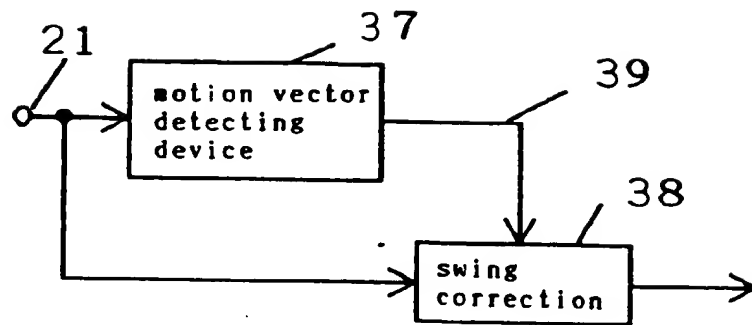 21
37
motion vector
detecting
device
39
38
swing
correction